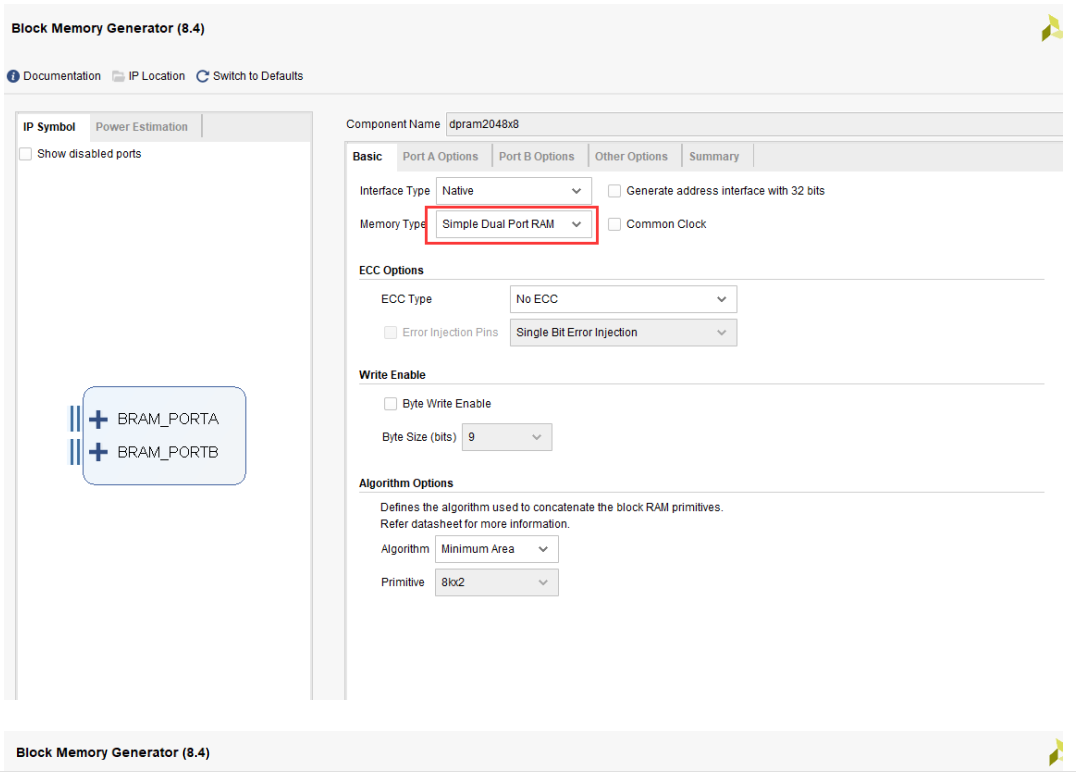 Block Memory Generator (8.4)
Documentation IP Location Switch to Defaults
IP Symbol Power Estimation
Show disabled ports
BRAM_PORTA
BRAM_PORTB
Component Name dpram2048x8
Basic Port A Options Port B Options Other Options Summary
Interface Type Native Generate address interface with 32 bits
Memory Type Simple Dual Port RAM Common Clock
ECC Options
ECC Type No ECC
Error Injection Pins Single Bit Error Injection
Write Enable
Byte Write Enable
Byte Size (bits) 9
Algorithm Options
Defines the algorithm used to concatenate the block RAM primitives.
Refer datasheet for more information.
Algorithm Minimum Area
Primitive 8kx2
Block Memory Generator (8.4)